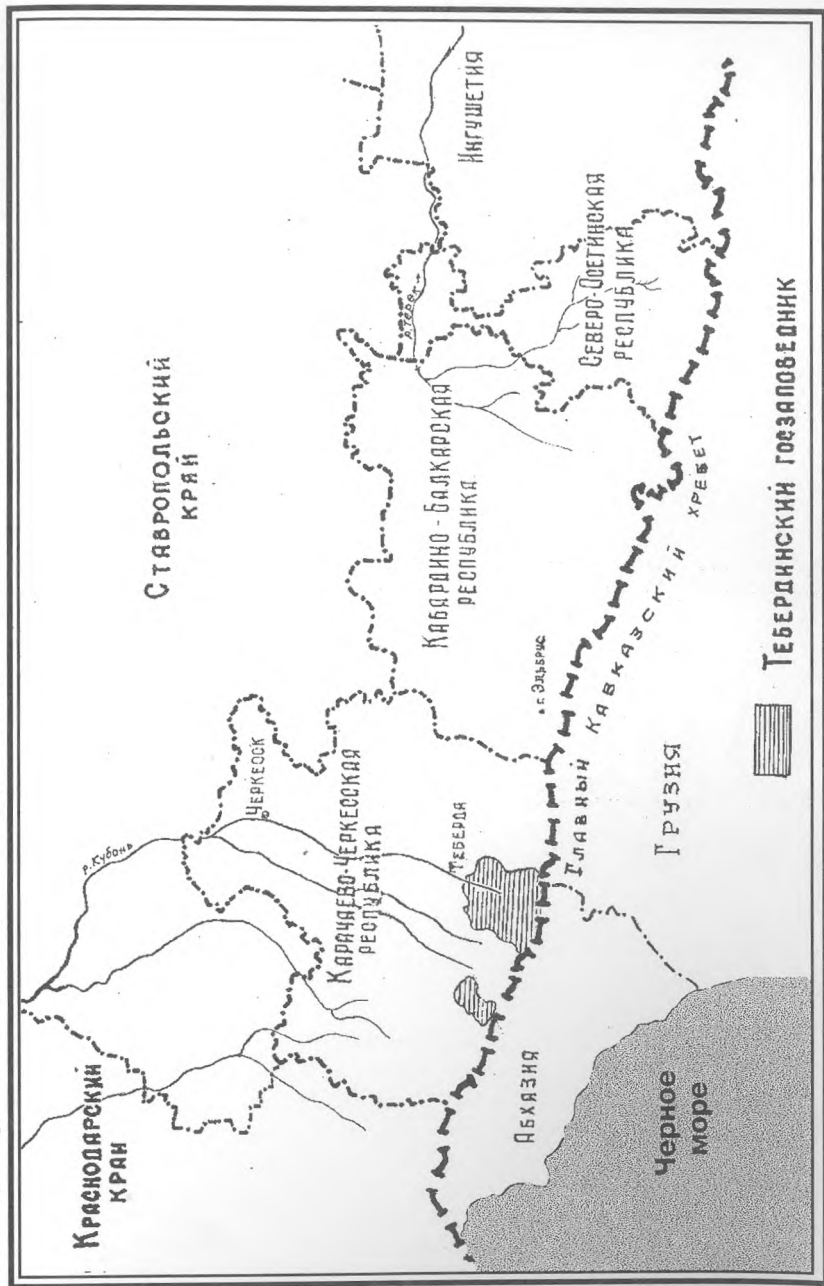 КРАСНОДАРСКИЙ
КРАЙ
СТАВРОПОЛЬСКИЙ
КРАЙ
р. Кубань
ЧЕРКЕССК
КАРАЧАЕВО-ЧЕРКЕССКАЯ
РЕСПУБЛИКА
КАБАРДИНО-БАЛКАРСКАЯ
РЕСПУБЛИКА
р. Терек
ИНГУШЕТИЯ
СЕВЕРО-ОСЕТИНСКАЯ
РЕСПУБЛИКА
ТЕБЕРДА
г. Эльбрус
ГЛАВНЫЙ КАВКАЗСКИЙ ХРЕБЕТ
АБХАЗИЯ
ГРУЗИЯ
Черное
море
ТЕБЕРДИНСКИЙ ГОСЗАПОВЕДНИК